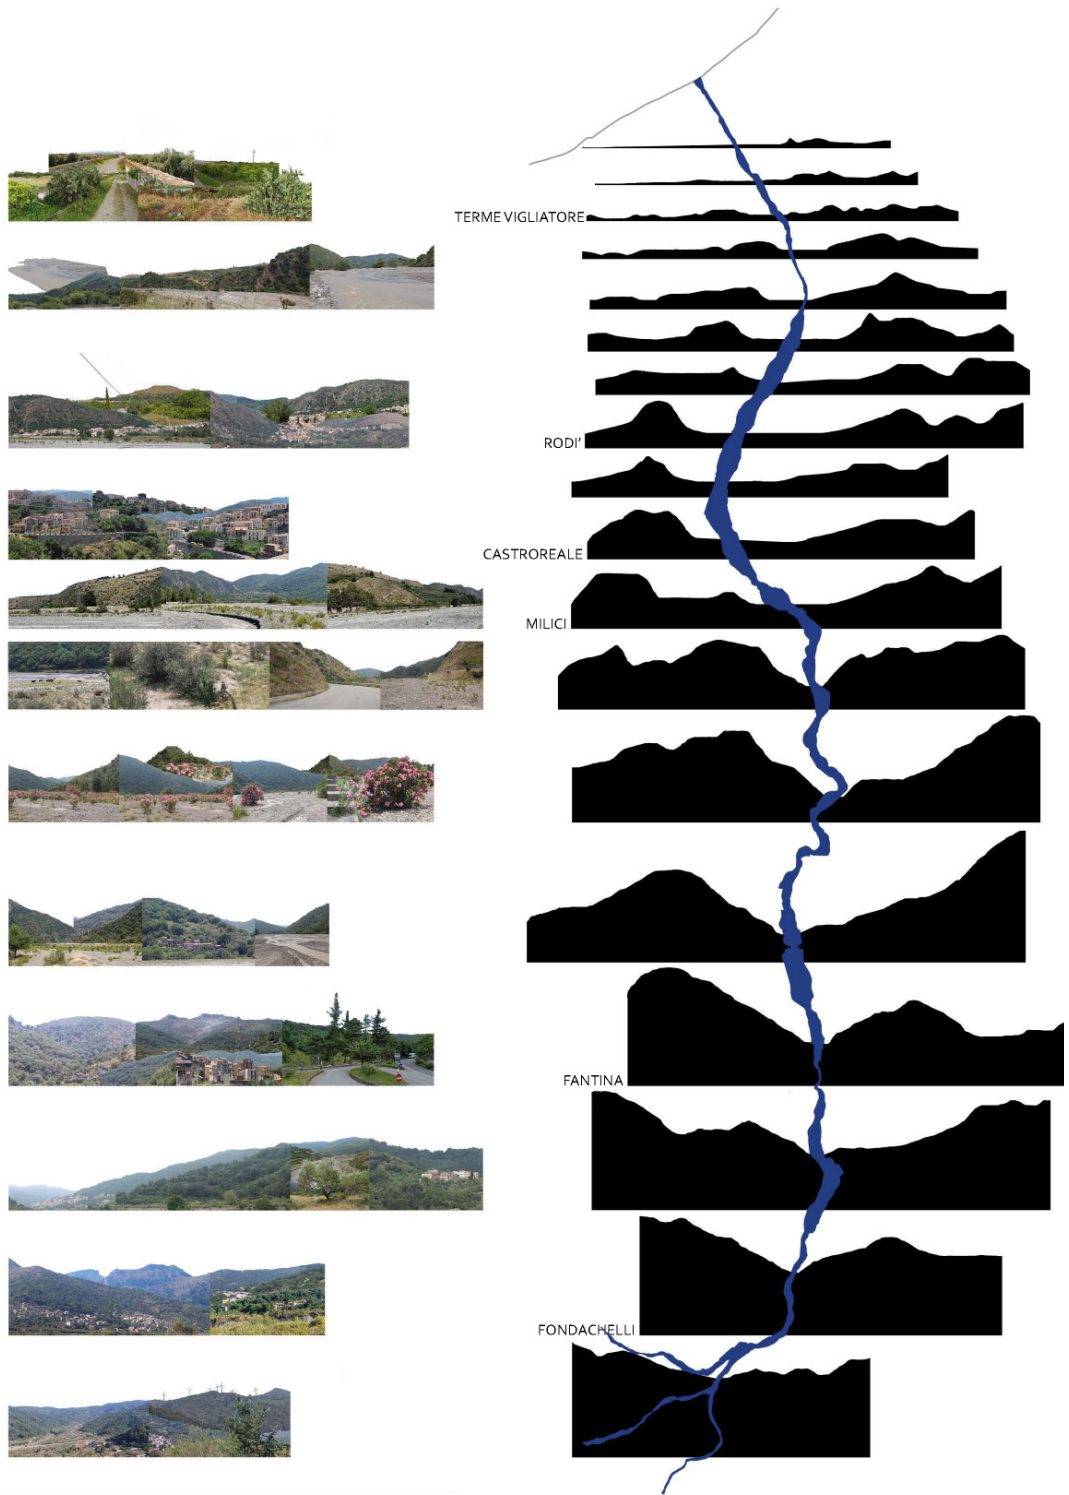 TERME VIGLIATORE
RODI'
CASTROREALE
MILICI
FANTINA
FONDACHELLI